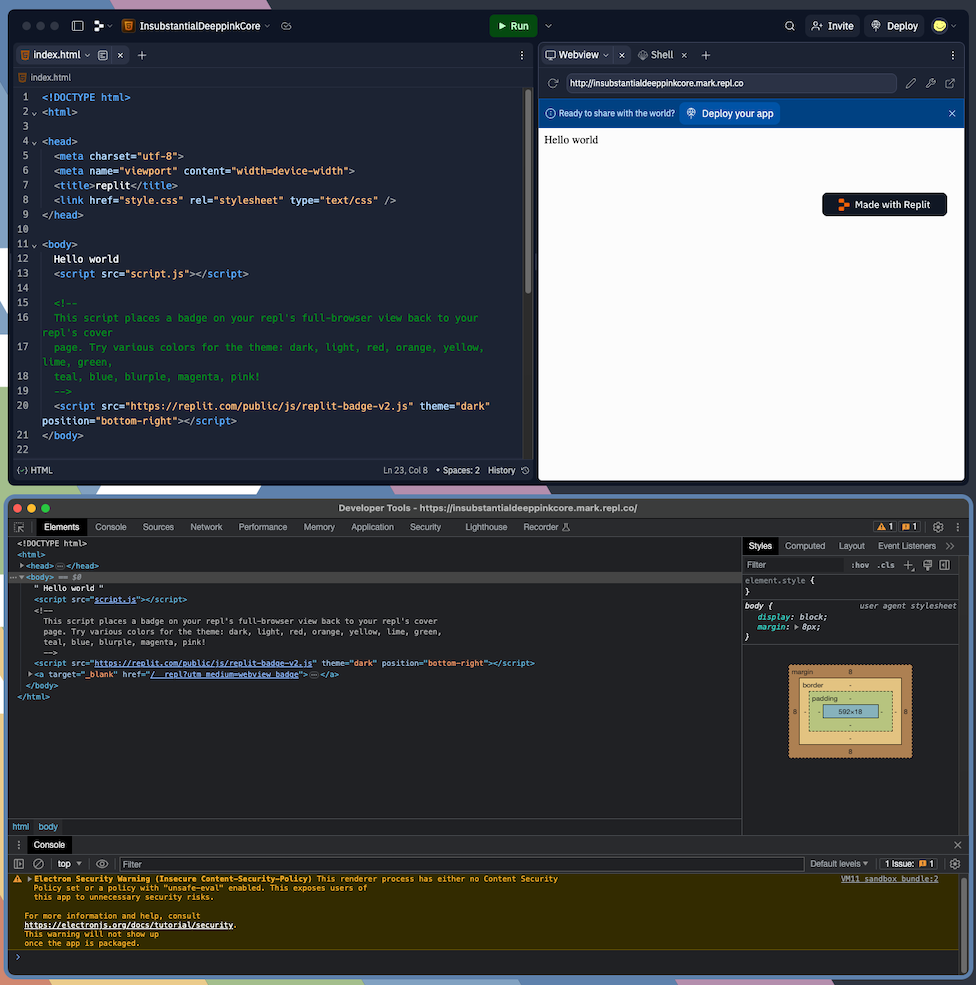 InsubstantialDeeppinkCore
Run
Invite
Deploy
index.html
Webview
Shell
index.html
http://insubstantialdeeppinkcore.mark.repl.co
Ready to share with the world?
Deploy your app
Hello world
Made with Replit
1 <!DOCTYPE html>
2 <html>
3
4 <head>
5 <meta charset="utf-8">
6 <meta name="viewport" content="width=device-width">
7 <title>replit</title>
8 <link href="style.css" rel="stylesheet" type="text/css" />
9 </head>
10
11 <body>
12 Hello world
13 <script src="script.js"></script>
14
15 <!--
16 This script places a badge on your repl's full-browser view back to your
repl's cover
17 page. Try various colors for the theme: dark, light, red, orange, yellow,
lime, green,
18 teal, blue, blurple, magenta, pink!
19 -->
20 <script src="https://replit.com/public/js/replit-badge-v2.js" theme="dark"
position="bottom-right"></script>
21 </body>
22
HTML
Ln 23, Col 8 • Spaces: 2 History
Developer Tools - https://insubstantialdeeppinkcore.mark.repl.co/
Elements Console Sources Network Performance Memory Application Security Lighthouse Recorder
1 1
<!DOCTYPE html>
<html>
<head>…</head>
<body> == $0
" Hello world "
<script src="script.js"></script>
<!--
This script places a badge on your repl's full-browser view back to your repl's cover
page. Try various colors for the theme: dark, light, red, orange, yellow, lime, green,
teal, blue, blurple, magenta, pink!
-->
<script src="https://replit.com/public/js/replit-badge-v2.js" theme="dark" position="bottom-right"></script>
<a target="_blank" href="/__repl?utm_medium=webview_badge">…</a>
</body>
</html>
Styles Computed Layout Event Listeners
Filter
:hov .cls
element.style {
}
body { user agent stylesheet
display: block;
margin: 8px;
}
margin 8
border -
padding -
8 - - 592×18 - - 8
-
-
8
html body
Console
top
Filter
Default levels
1 Issue: 1
Electron Security Warning (Insecure Content-Security-Policy) This renderer process has either no Content Security
VM11 sandbox_bundle:2
Policy set or a policy with "unsafe-eval" enabled. This exposes users of
this app to unnecessary security risks.
For more information and help, consult
https://electronjs.org/docs/tutorial/security.
This warning will not show up
once the app is packaged.